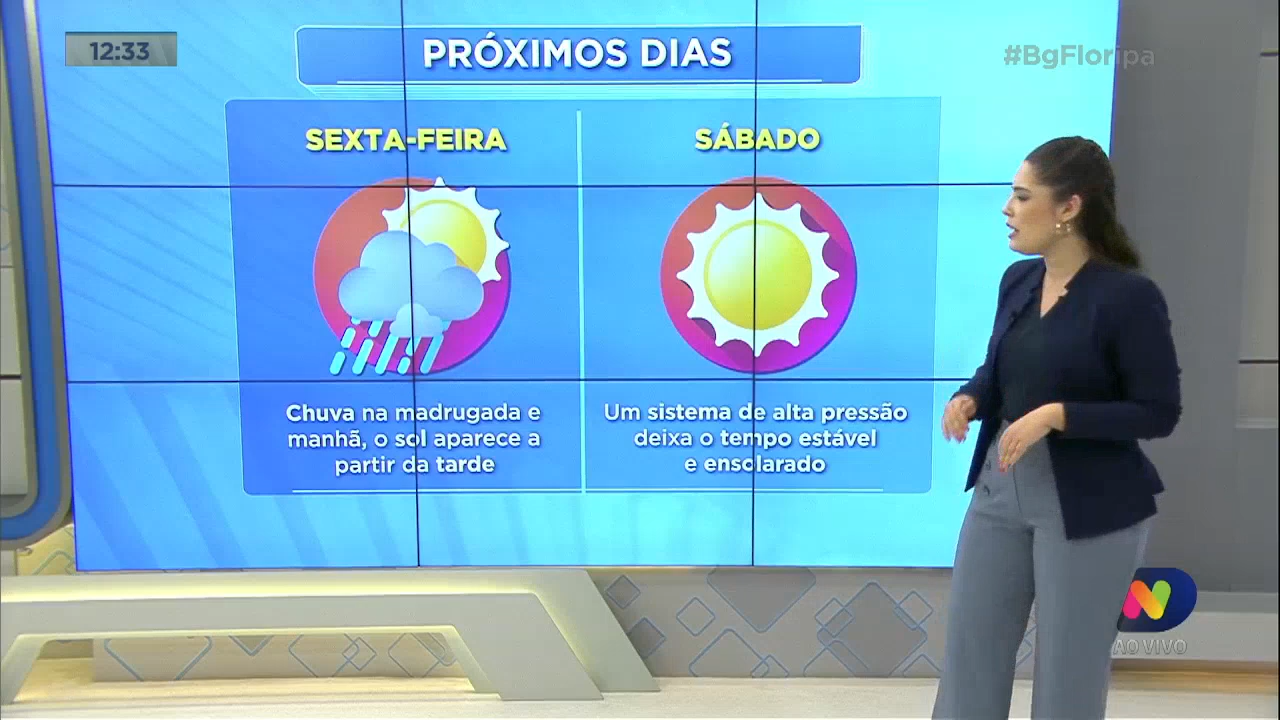 12:33
PRÓXIMOS DIAS
#BgFloripa
SEXTA-FEIRA
SÁBADO
Chuva na madrugada e
manhã, o sol aparece a
partir da tarde
Um sistema de alta pressão
deixa o tempo estável
e ensolarado
N
AO VIVO